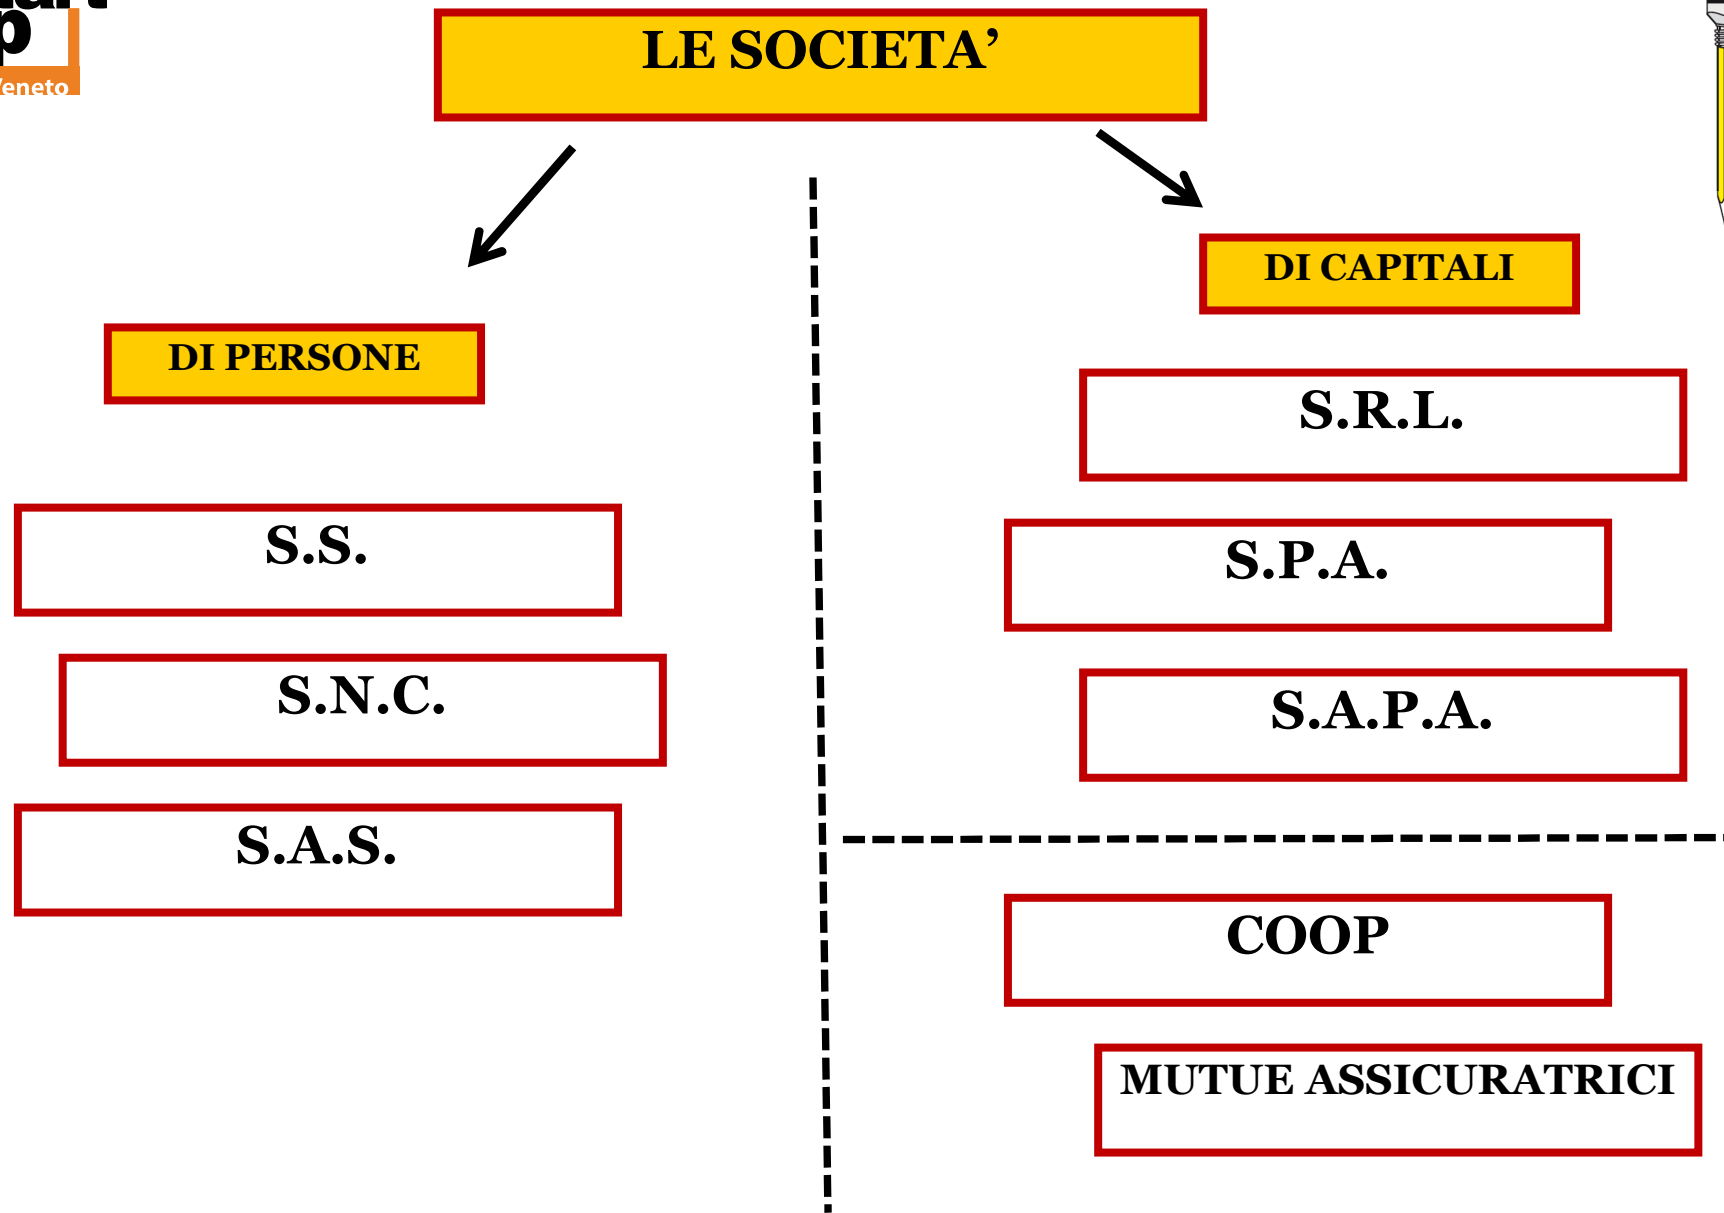 LE SOCIETA’
DI PERSONE
S.S.
S.N.C.
S.A.S.
DI CAPITALI
S.R.L.
S.P.A.
S.A.P.A.
COOP
MUTUE ASSICURATRICI